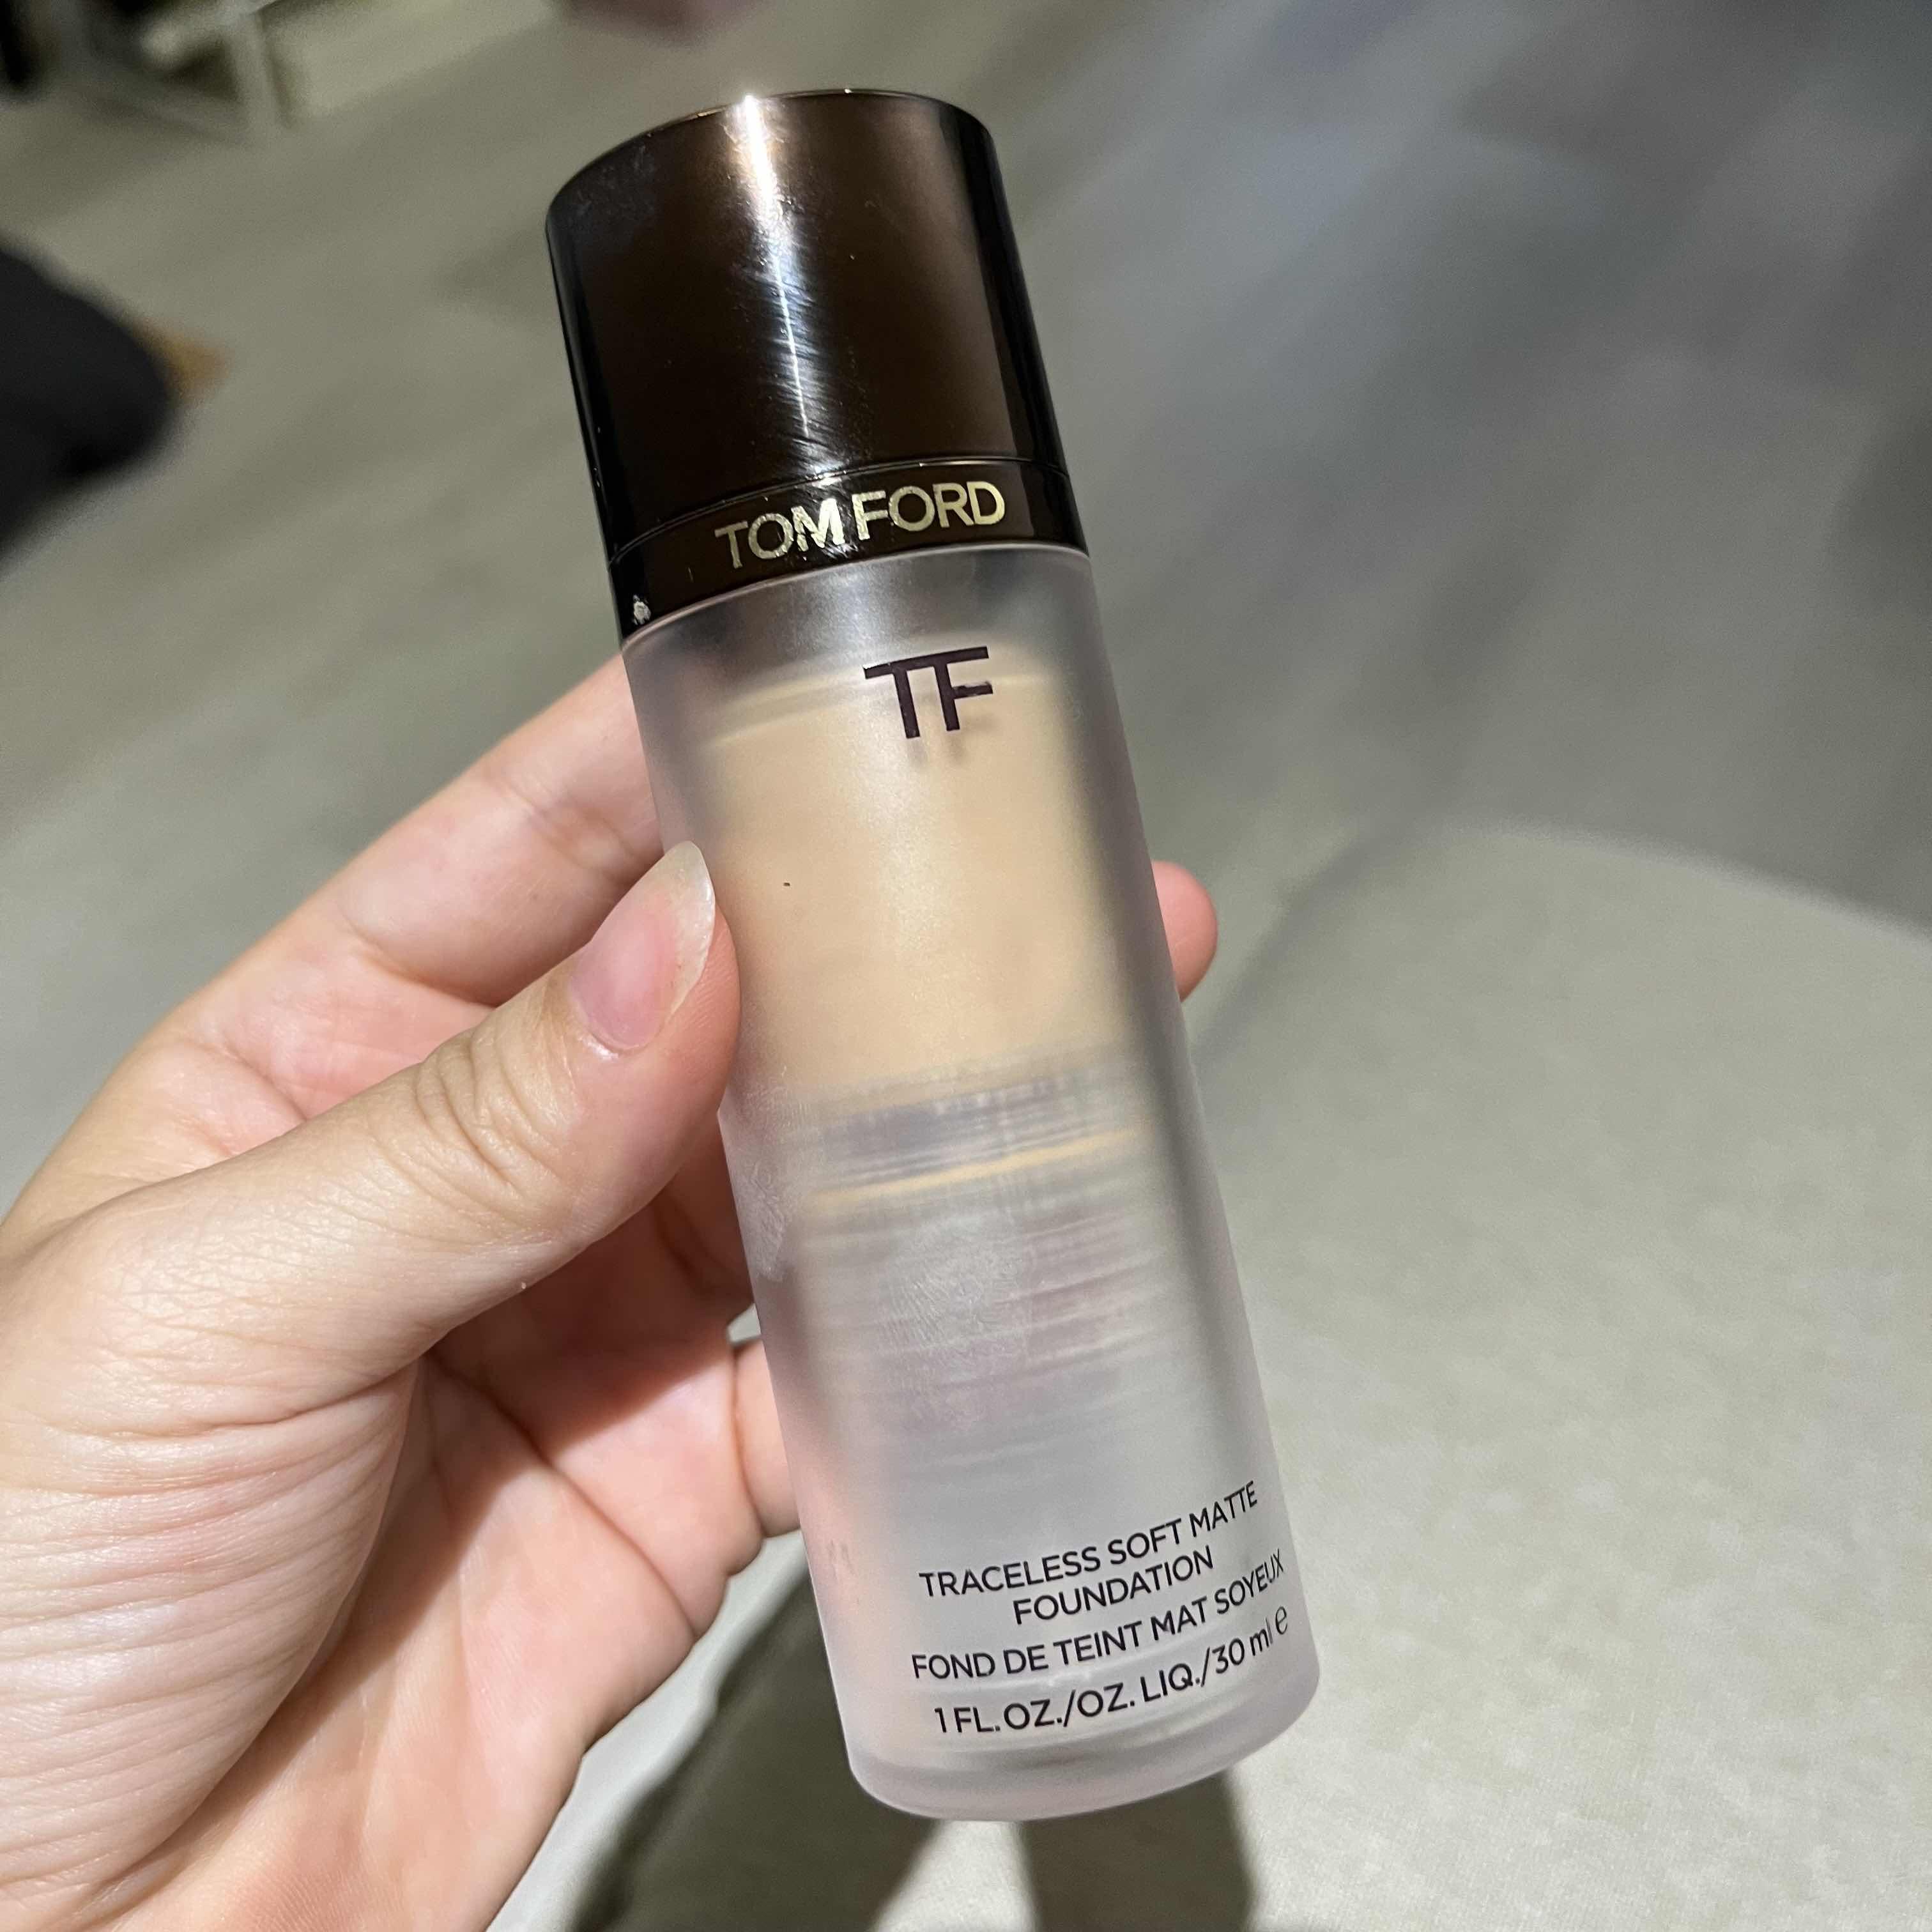 TOM FORD
TF
TRACELESS SOFT MATTE
FOUNDATION
FOND DE TEINT MAT SOYEUX
1 FL.OZ./OZ. LIQ./30 ml ℮